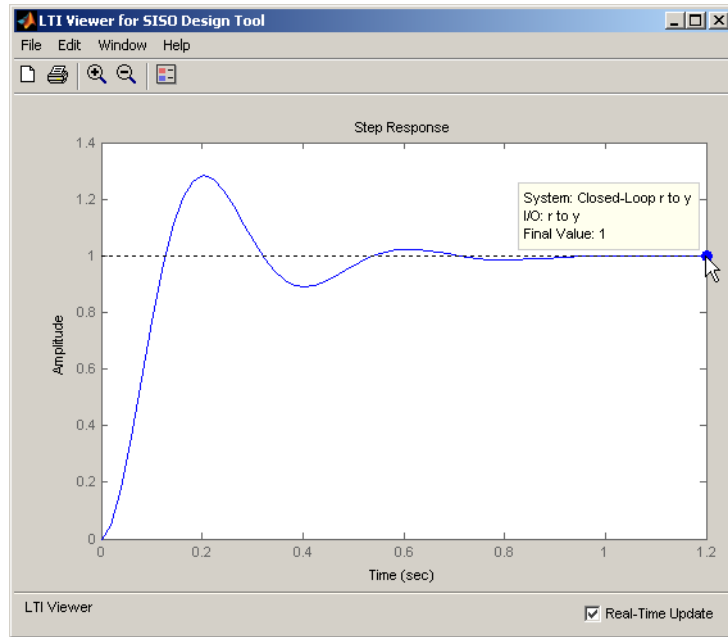 LTI Viewer for SISO Design Tool
File Edit Window Help
Step Response
1.4
1.2
1
0.8
0.6
0.4
0.2
0
Amplitude
System: Closed-Loop r to y
I/O: r to y
Final Value: 1
0 0.2 0.4 0.6 0.8 1 1.2
Time (sec)
LTI Viewer
Real-Time Update